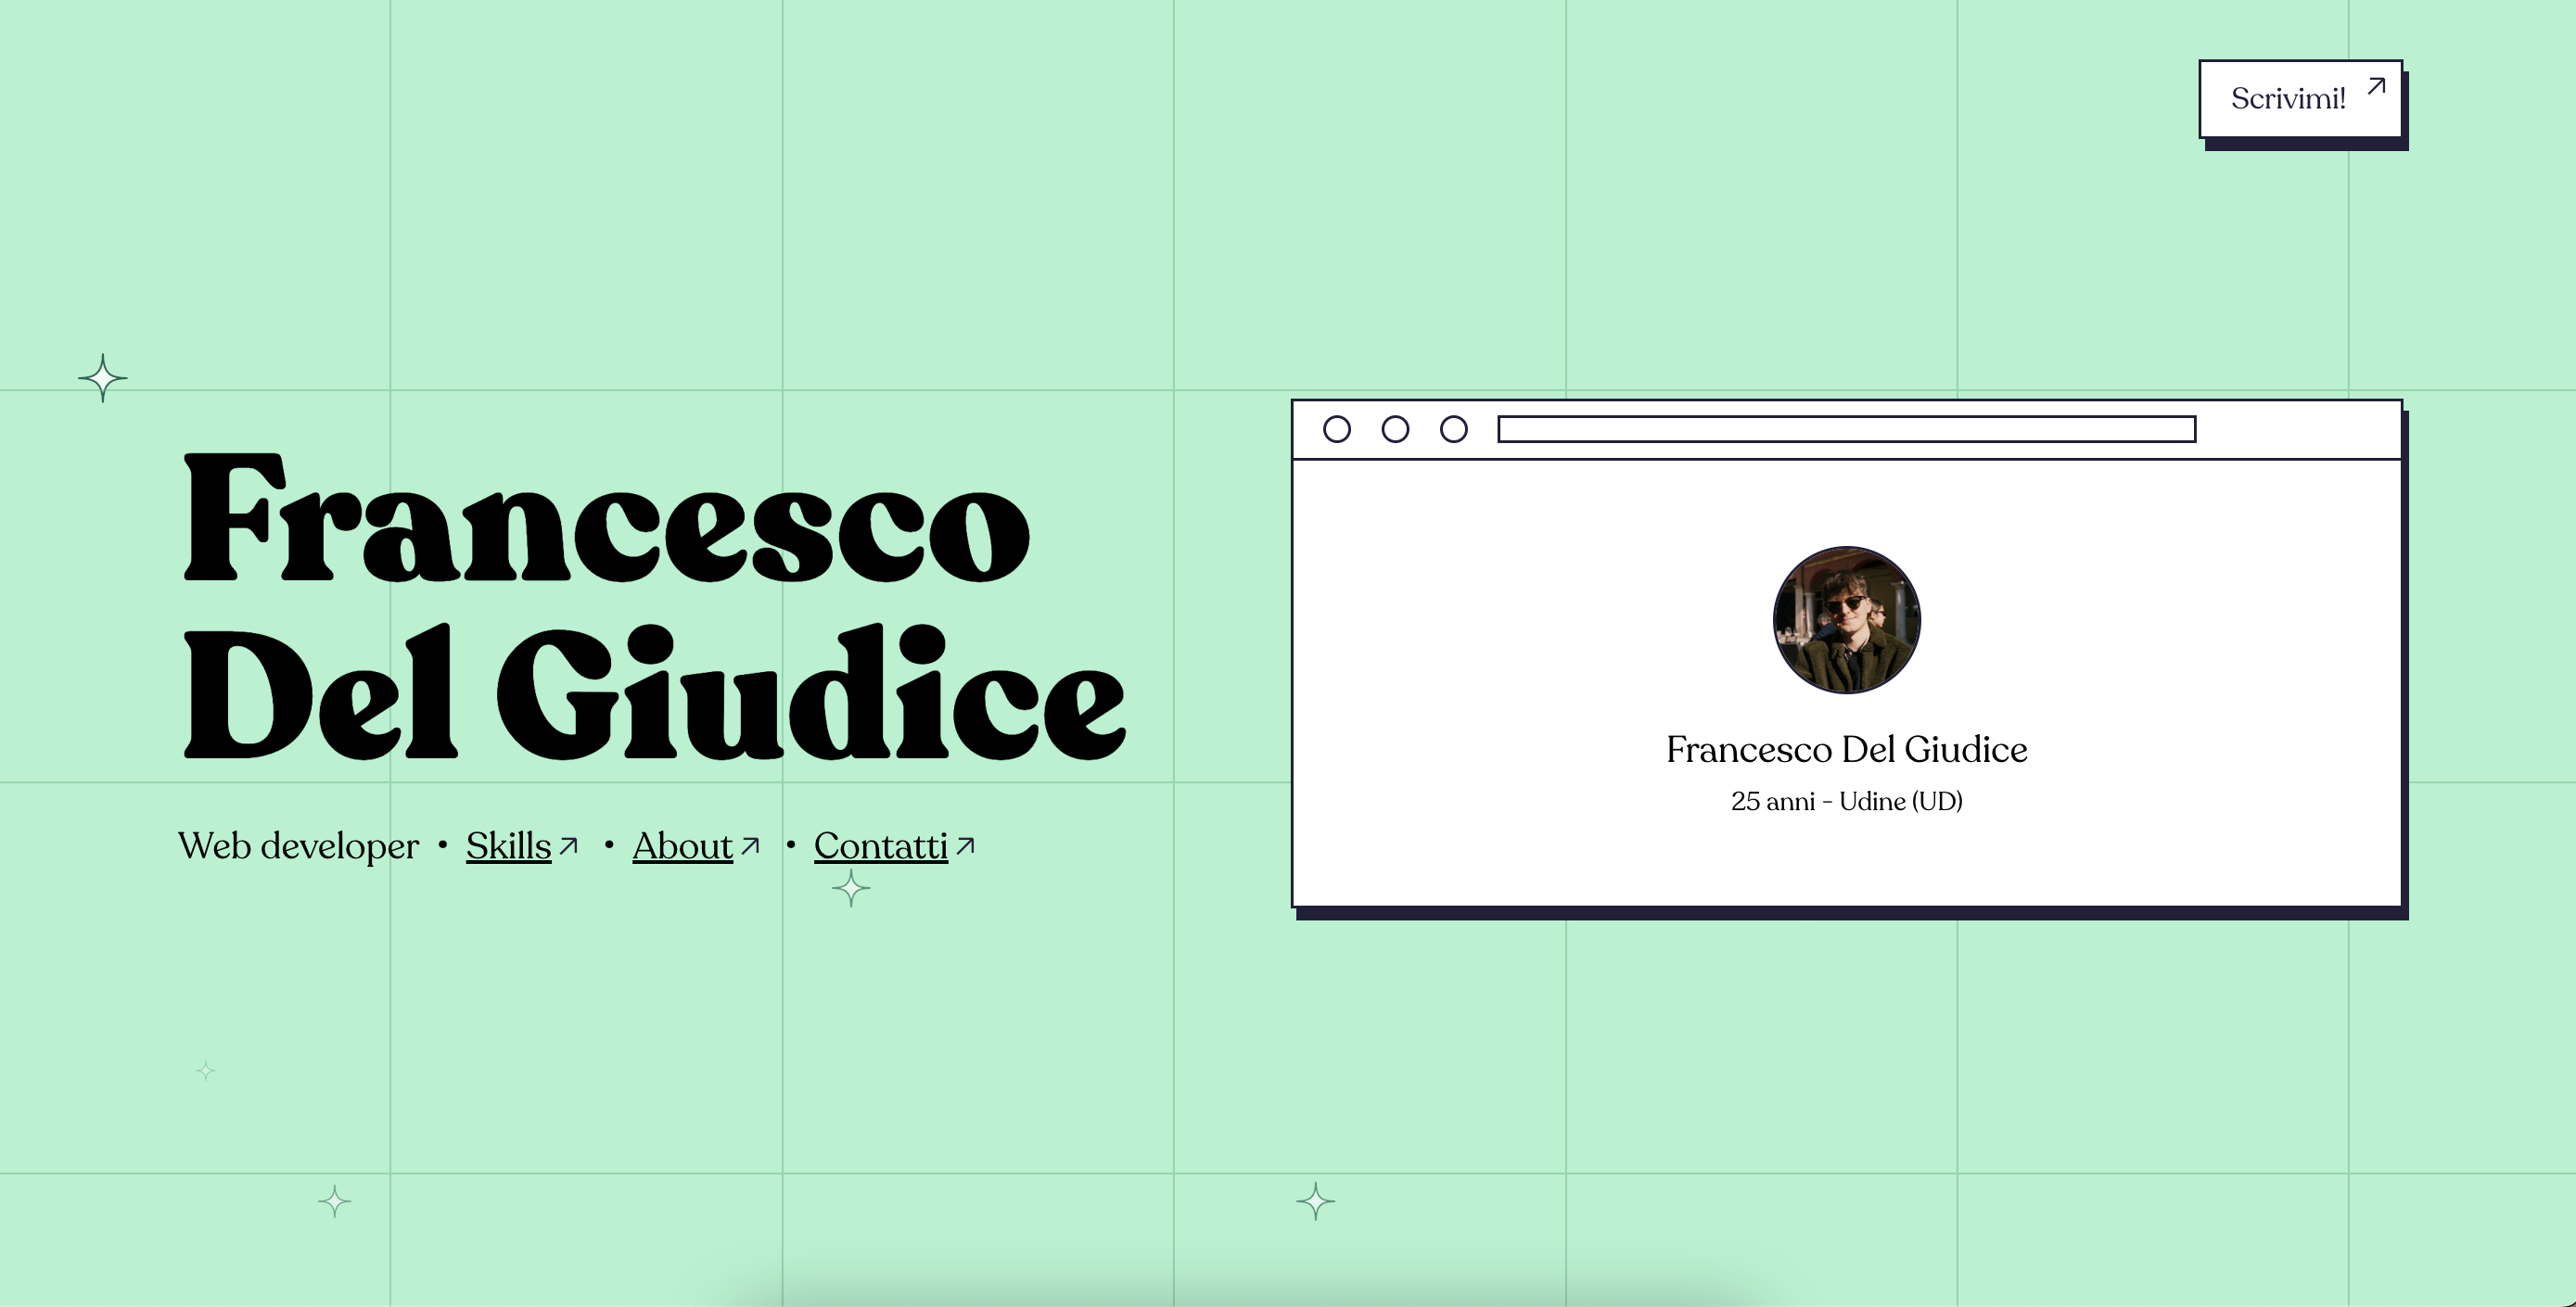 Scrivimi!
Francesco
Del Giudice
Web developer • Skills • About • Contatti
Francesco Del Giudice
25 anni - Udine (UD)